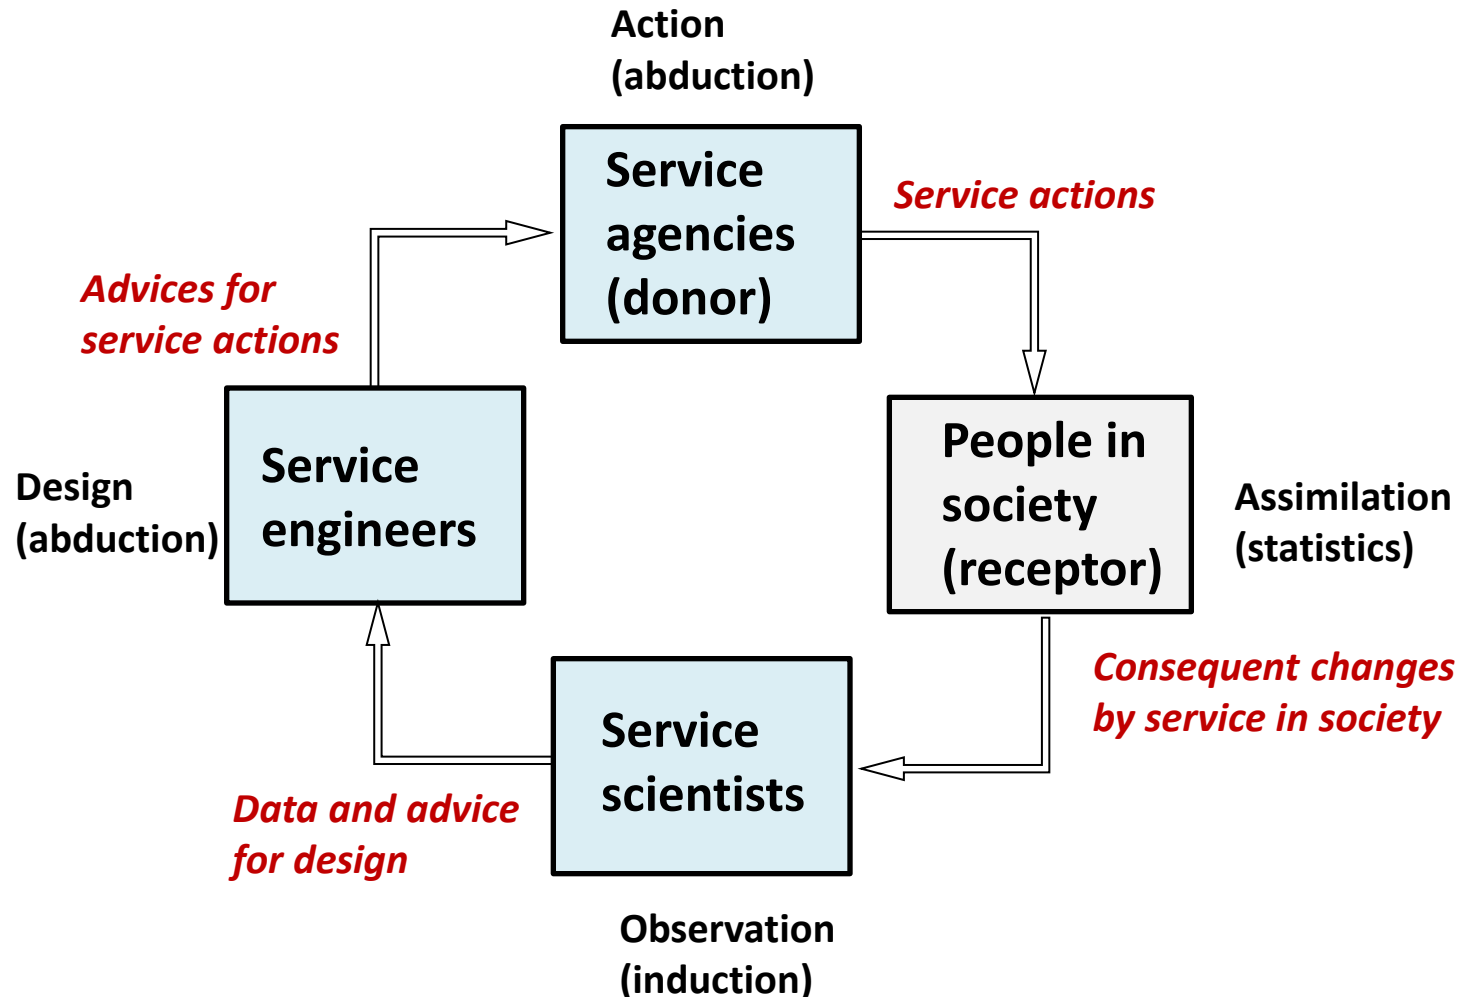 Action
(abduction)
Service
agencies
(donor)
Service actions
Advices for
service actions
People in
society
(receptor)
Assimilation
(statistics)
Service
engineers
Design
(abduction)
Consequent changes
by service in society
Service
scientists
Data and advice
for design
Observation
(induction)